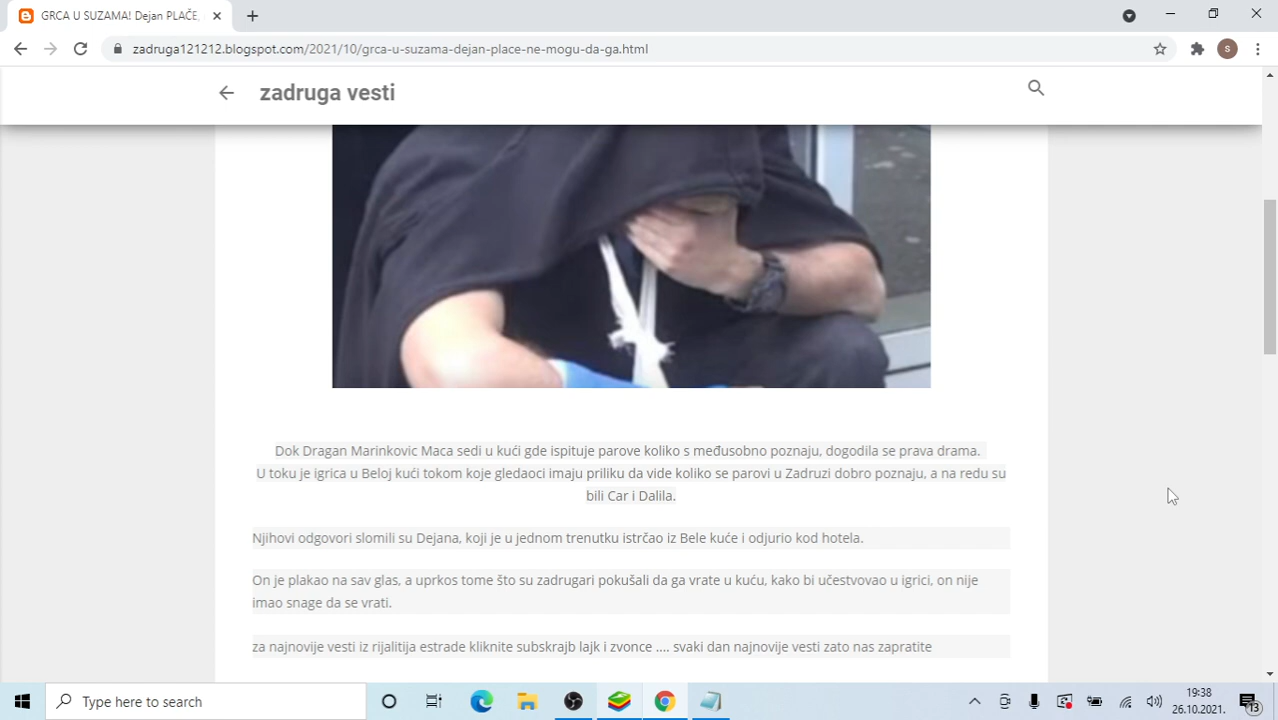 GRCA U SUZAMA! Dejan PLAČE,
zadruga121212.blogspot.com/2021/10/grca-u-suzama-dejan-place-ne-mogu-da-ga.html
S
zadruga vesti
Dok Dragan Marinkovic Maca sedi u kući gde ispituje parove koliko s međusobno poznaju, dogodila se prava drama.
U toku je igrica u Beloj kući tokom koje gledaoci imaju priliku da vide koliko se parovi u Zadruzi dobro poznaju, a na redu su
bili Car i Dalila.
Njihovi odgovori slomili su Dejana, koji je u jednom trenutku istrčao iz Bele kuće i odjurio kod hotela.
On je plakao na sav glas, a uprkos tome što su zadrugari pokušali da ga vrate u kuću, kako bi učestvovao u igrici, on nije
imao snage da se vrati.
za najnovije vesti iz rijalitija estrade kliknite subskrajb lajk i zvonce .... svaki dan najnovije vesti zato nas zapratite
Type here to search
19:38
26.10.2021.
13